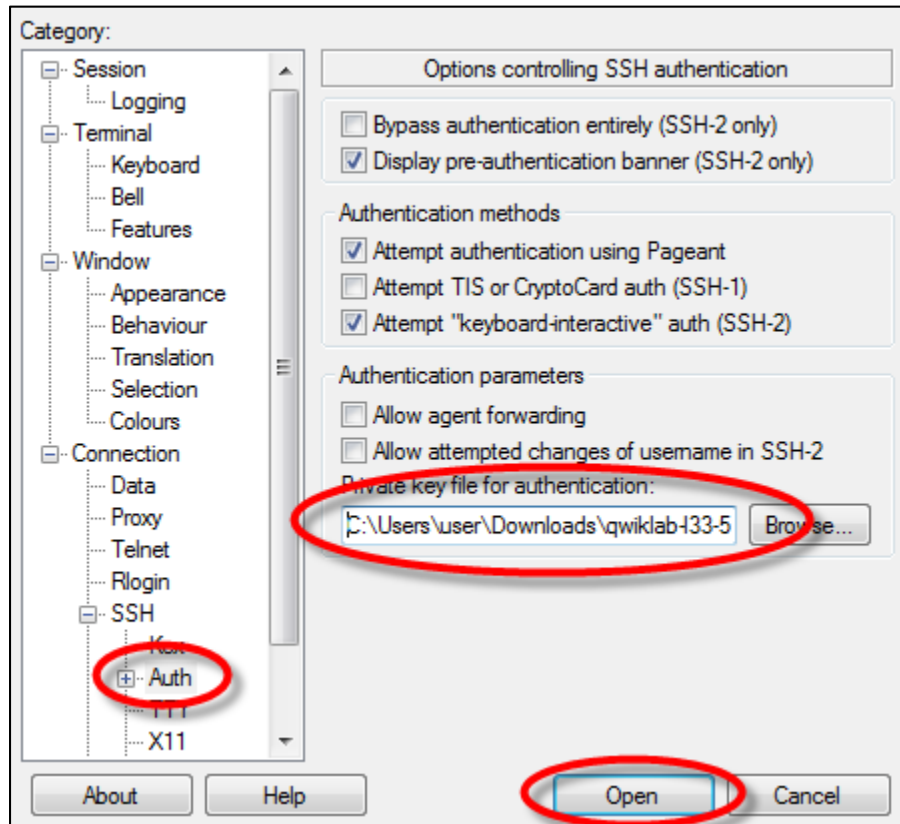 Category:
Session
Logging
Terminal
Keyboard
Bell
Features
Window
Appearance
Behaviour
Translation
Selection
Colours
Connection
Data
Proxy
Telnet
Rlogin
SSH
Kex
Auth
TTY
X11
Options controlling SSH authentication
Bypass authentication entirely (SSH-2 only)
Display pre-authentication banner (SSH-2 only)
Authentication methods
Attempt authentication using Pageant
Attempt TIS or CryptoCard auth (SSH-1)
Attempt "keyboard-interactive" auth (SSH-2)
Authentication parameters
Allow agent forwarding
Allow attempted changes of username in SSH-2
Private key file for authentication:
C:\Users\user\Downloads\qwiklab-l33-5
Browse...
About
Help
Open
Cancel